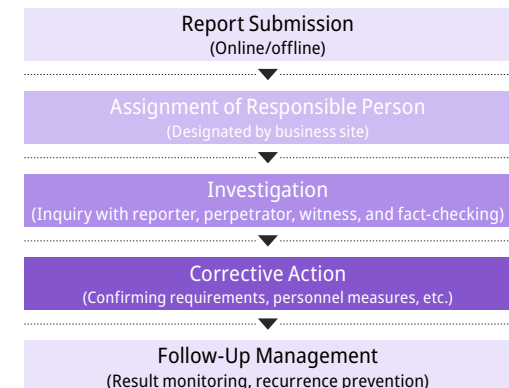 Report Submission
(Online/offline)
Assignment of Responsible Person
(Designated by business site)
Investigation
(Inquiry with reporter, perpetrator, witness, and fact-checking)
Corrective Action
(Confirming requirements, personnel measures, etc.)
Follow-Up Management
(Result monitoring, recurrence prevention)